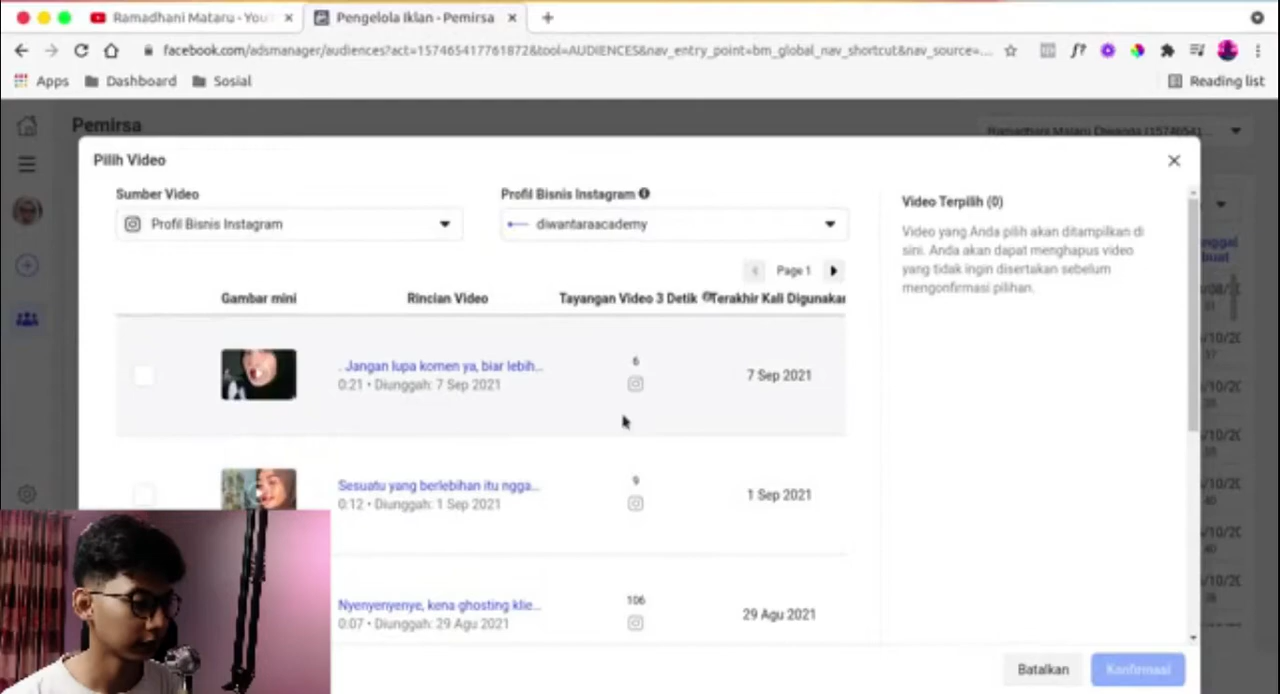 Ramadhani Mataru - You
Pengelola Iklan - Pemirsa
facebook.com/adsmanager/audiences?act=157465417761872&tool=AUDIENCES&nav_entry_point=bm_global_nav_shortcut&nav_source=...
Apps Dashboard Sosial Reading list
Pemirsa
Ramadhani Mataru Diwanda (15746541...
Pilih Video
Sumber Video
Profil Bisnis Instagram
Profil Bisnis Instagram
diwantaraacademy
Video Terpilih (0)
Video yang Anda pilih akan ditampilkan di
sini. Anda akan dapat menghapus video
yang tidak ingin disertakan sebelum
mengonfirmasi pilihan.
Page 1
Gambar mini Rincian Video Tayangan Video 3 Detik Terakhir Kali Digunakan
. Jangan lupa komen ya, biar lebih...
0:21 • Diunggah: 7 Sep 2021
6
7 Sep 2021
Sesuatu yang berlebihan itu ngga...
0:12 • Diunggah: 1 Sep 2021
9
1 Sep 2021
Nyenyenyenye, kena ghosting klie...
0:07 • Diunggah: 29 Agu 2021
106
29 Agu 2021
Batalkan
Konfirmasi